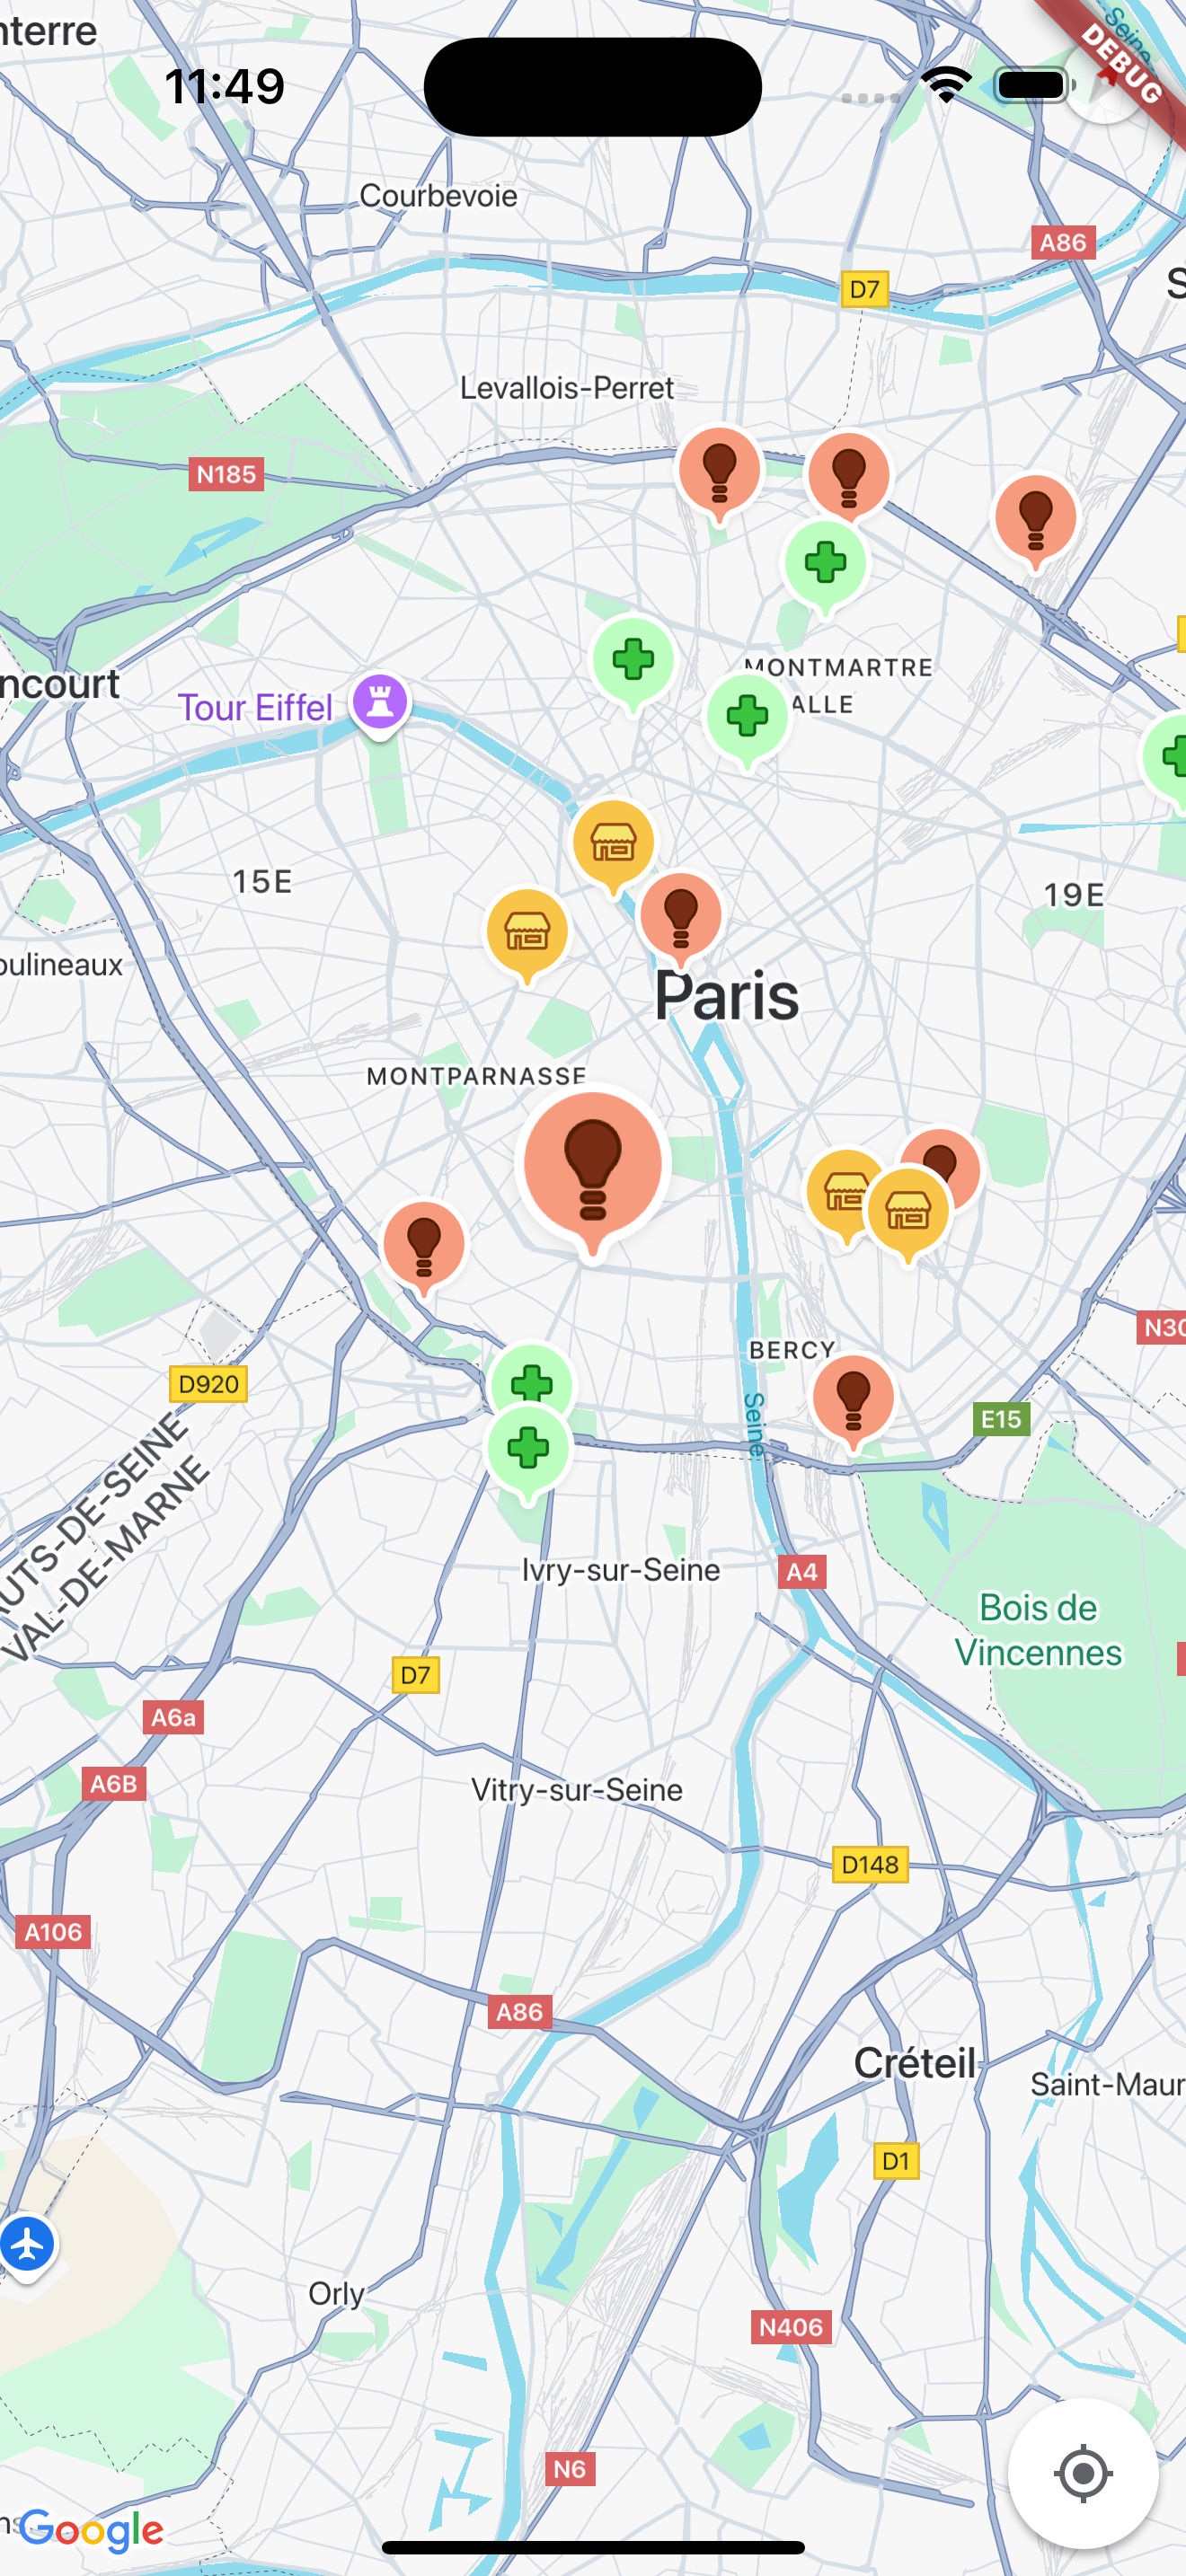 nterre
11:49
Seine
DEBUG
Courbevoie
A86
D7
S
Levallois-Perret
N185
MONTMARTRE
ncourt
Tour Eiffel
ALLE
15E
19E
oulineaux
Paris
MONTPARNASSE
N30
BERCY
D920
Seine
E15
HAUTS-DE-SEINE
VAL-DE-MARNE
Ivry-sur-Seine
A4
Bois de
Vincennes
D7
A6a
A6B
Vitry-sur-Seine
D148
A106
A86
Créteil
Saint-Maur
D1
Orly
N406
N6
ns
Google